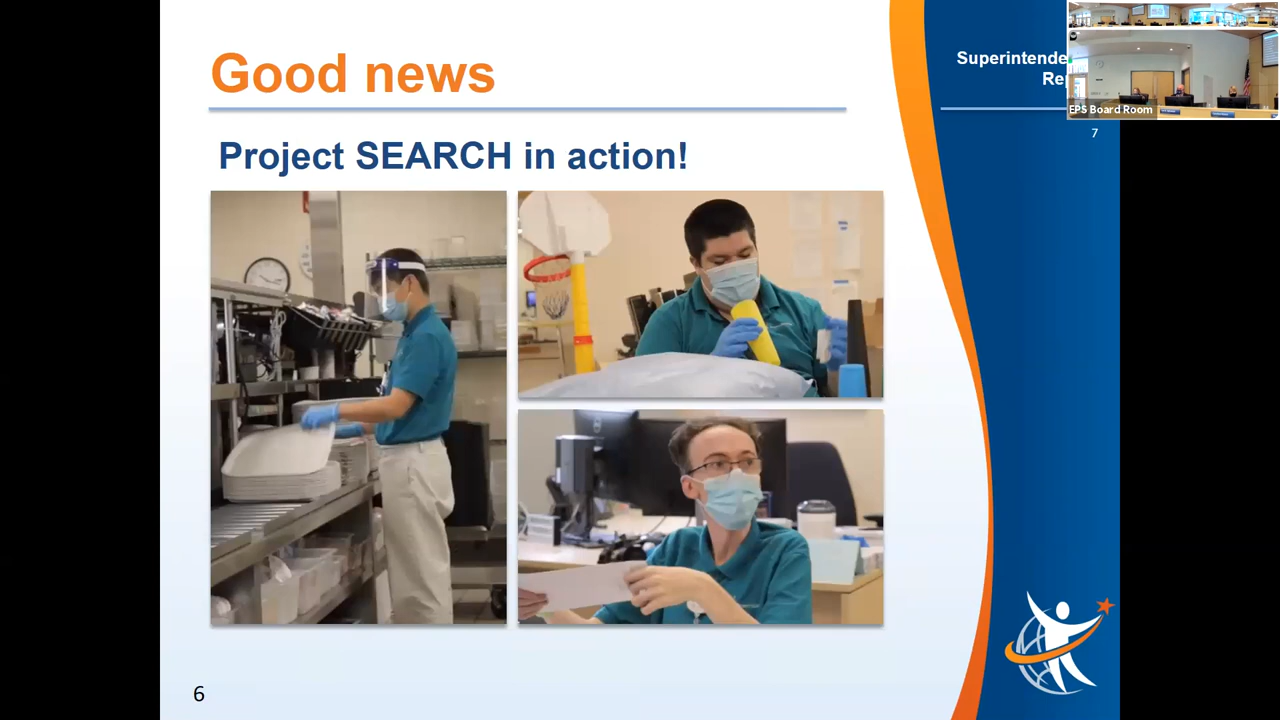 Good news
Superintende
Re
EPS Board Room
7
Project SEARCH in action!
6